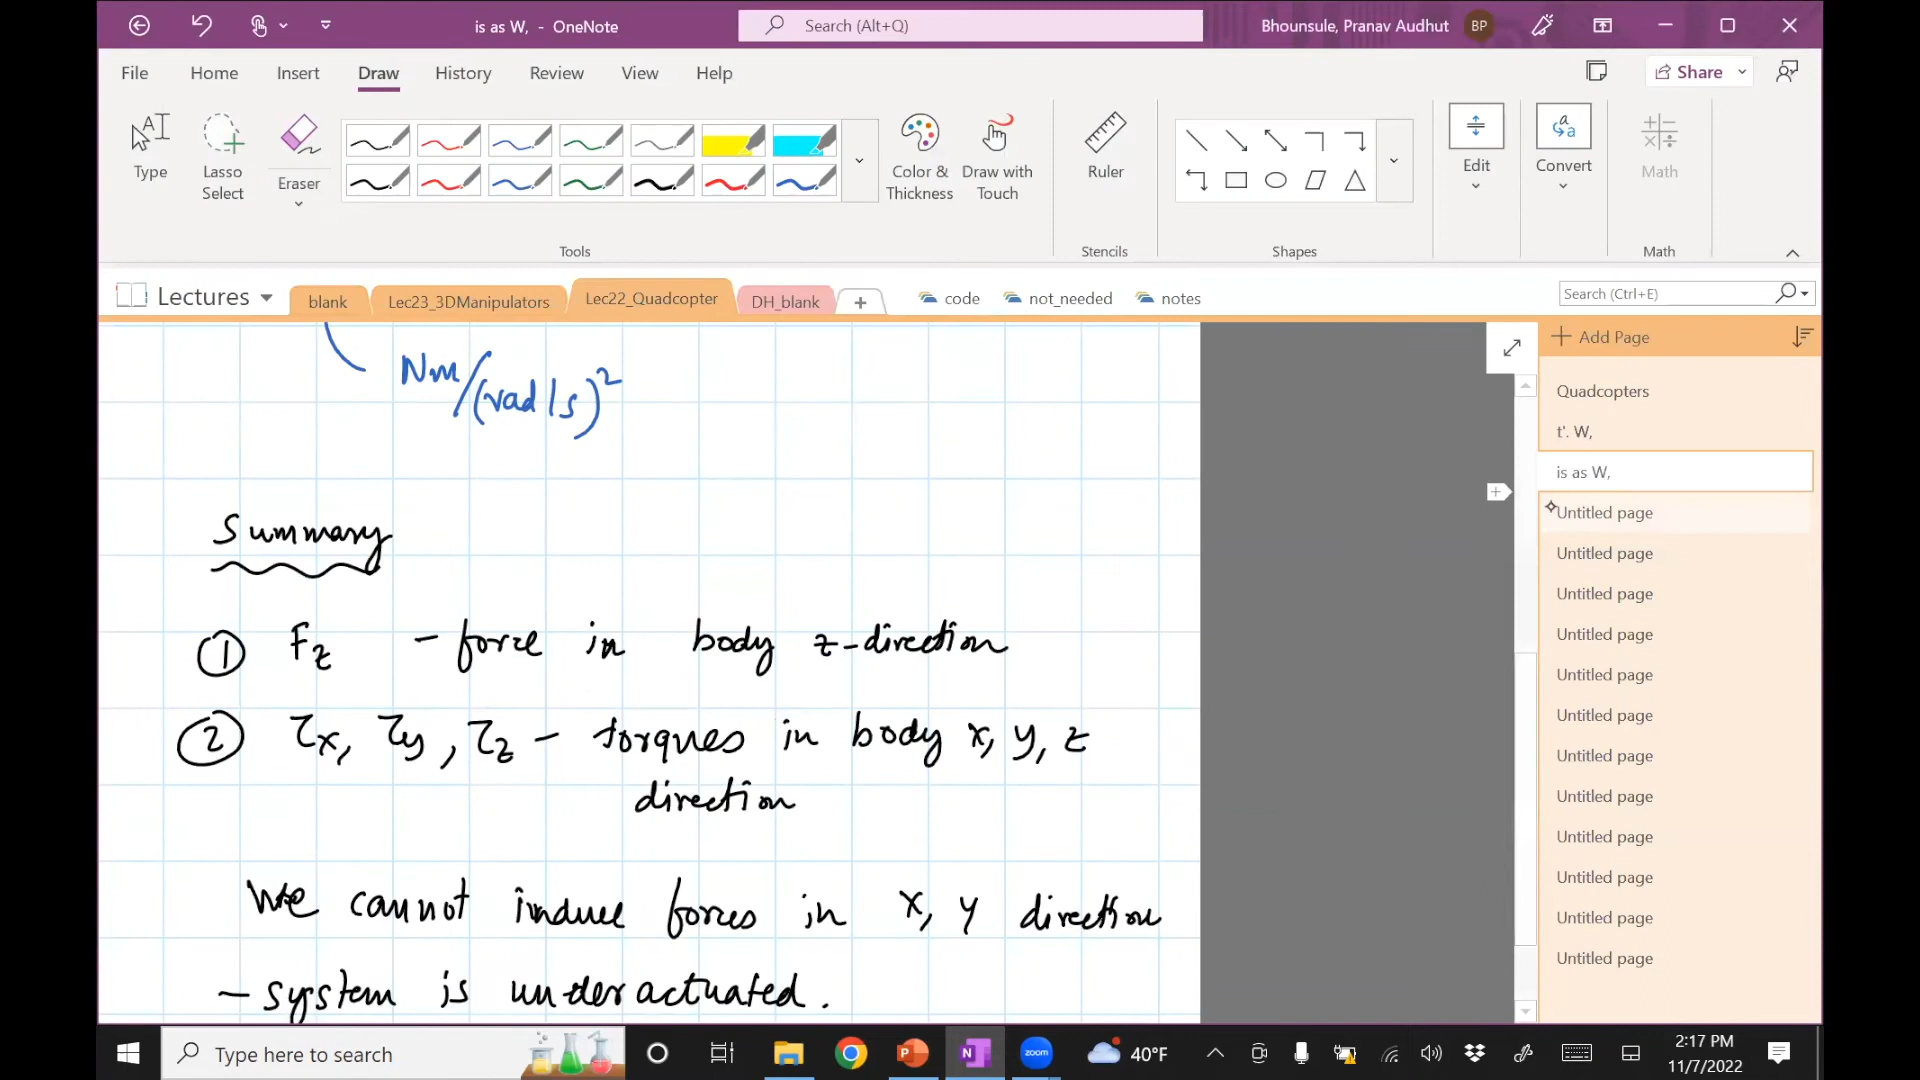 is as W, - OneNote
Search (Alt+Q)
Bhounsule, Pranav Audhut
BP
File Home Insert Draw History Review View Help
Share
Type
Lasso Select
Eraser
Color & Thickness
Draw with Touch
Ruler
Edit
Convert
Math
Tools
Stencils
Shapes
Math
Lectures
blank
Lec23_3DManipulators
Lec22_Quadcopter
DH_blank
code
not_needed
notes
Search (Ctrl+E)
Add Page
Quadcopters
t'. W,
is as W,
Untitled page
Untitled page
Untitled page
Untitled page
Untitled page
Untitled page
Untitled page
Untitled page
Untitled page
Untitled page
Untitled page
Untitled page
Nm/(rad/s)²
Summary
① Fz - force in body z-direction
② τx, τy, τz - torques in body x, y, z
direction
We cannot induce forces in x, y direction
- system is underactuated.
Type here to search
zoom
40°F
2:17 PM
11/7/2022